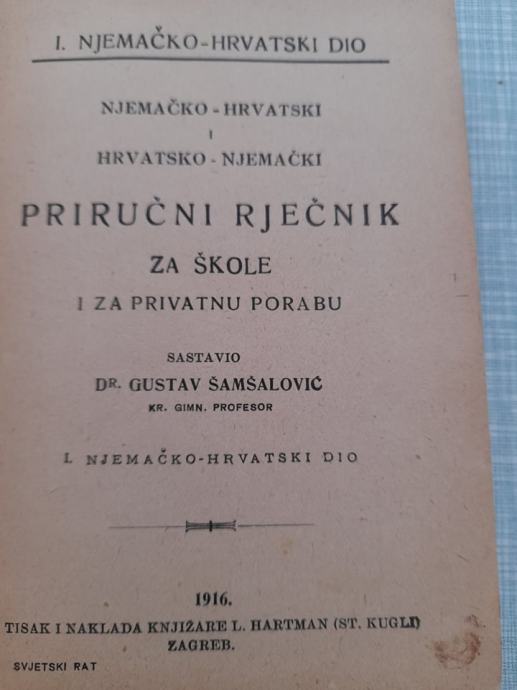 I. NJEMAČKO-HRVATSKI DIO
NJEMAČKO - HRVATSKI
I
HRVATSKO - NJEMAČKI
PRIRUČNI RJEČNIK
ZA ŠKOLE
I ZA PRIVATNU PORABU
SASTAVIO
DR. GUSTAV ŠAMŠALOVIĆ
KR. GIMN. PROFESOR
I. NJEMAČKO-HRVATSKI DIO
1916.
TISAK I NAKLADA KNJIŽARE L. HARTMAN (ST. KUGLI)
ZAGREB.
SVJETSKI RAT